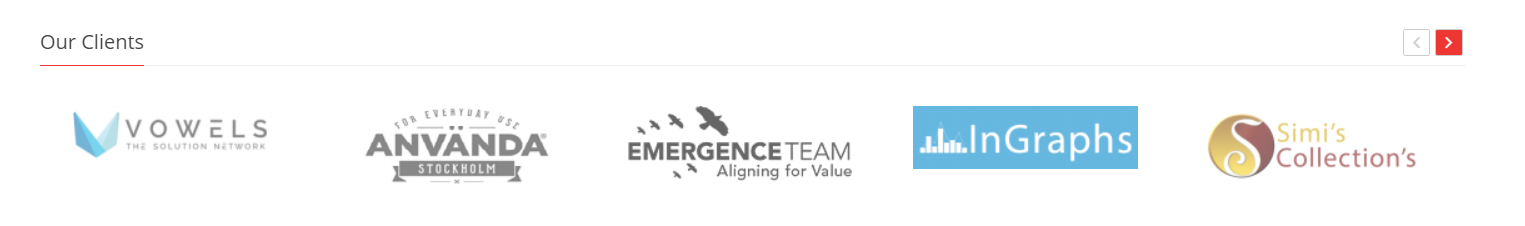 Our Clients
VOWELS
THE SOLUTION NETWORK
FOR EVERYDAY USE
ANVÄNDA®
STOCKHOLM
EMERGENCE TEAM
Aligning for Value
InGraphs
Simi's
Collection's